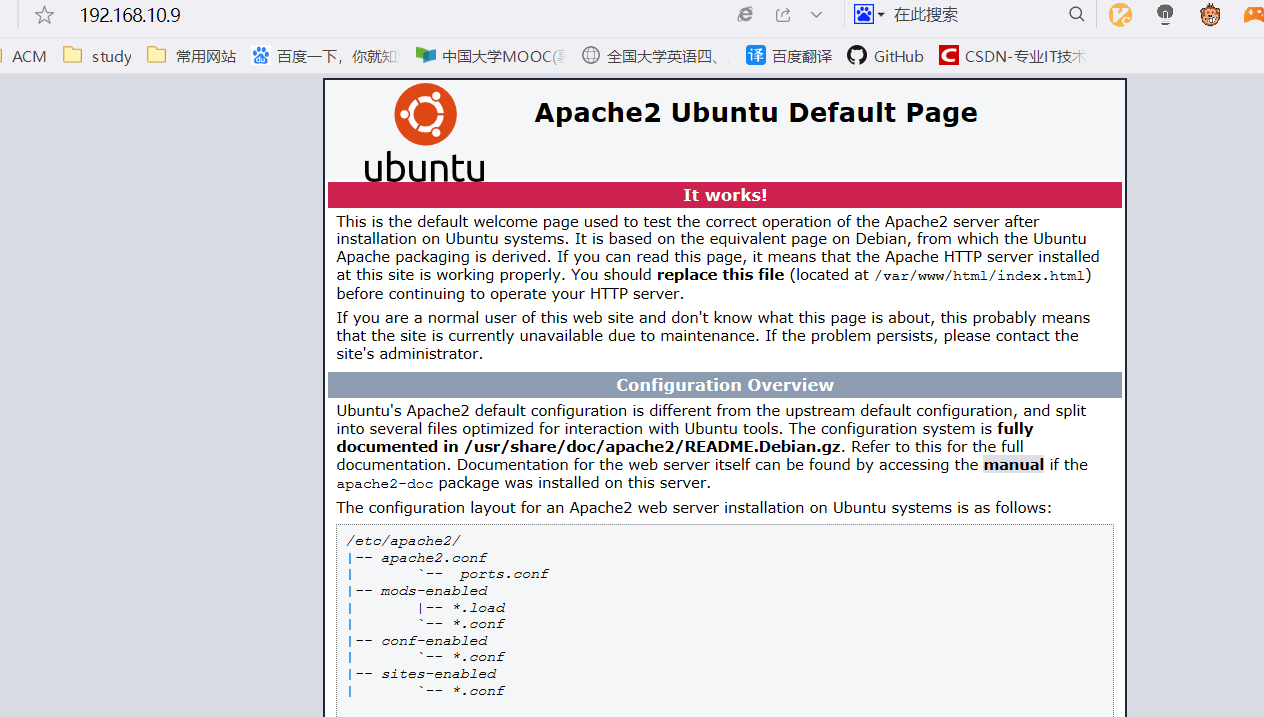 192.168.10.9
在此搜索
ACM study 常用网站 百度一下，你就知 中国大学MOOC( 全国大学英语四、 百度翻译 GitHub CSDN-专业IT技术
ubuntu
Apache2 Ubuntu Default Page
It works!
This is the default welcome page used to test the correct operation of the Apache2 server after
installation on Ubuntu systems. It is based on the equivalent page on Debian, from which the Ubuntu
Apache packaging is derived. If you can read this page, it means that the Apache HTTP server installed
at this site is working properly. You should replace this file (located at /var/www/html/index.html)
before continuing to operate your HTTP server.
If you are a normal user of this web site and don't know what this page is about, this probably means
that the site is currently unavailable due to maintenance. If the problem persists, please contact the
site's administrator.
Configuration Overview
Ubuntu's Apache2 default configuration is different from the upstream default configuration, and split
into several files optimized for interaction with Ubuntu tools. The configuration system is fully
documented in /usr/share/doc/apache2/README.Debian.gz. Refer to this for the full
documentation. Documentation for the web server itself can be found by accessing the manual if the
apache2-doc package was installed on this server.
The configuration layout for an Apache2 web server installation on Ubuntu systems is as follows:
/etc/apache2/
|-- apache2.conf
|       `--  ports.conf
|-- mods-enabled
|       |-- *.load
|       `-- *.conf
|-- conf-enabled
|       `-- *.conf
|-- sites-enabled
|       `-- *.conf